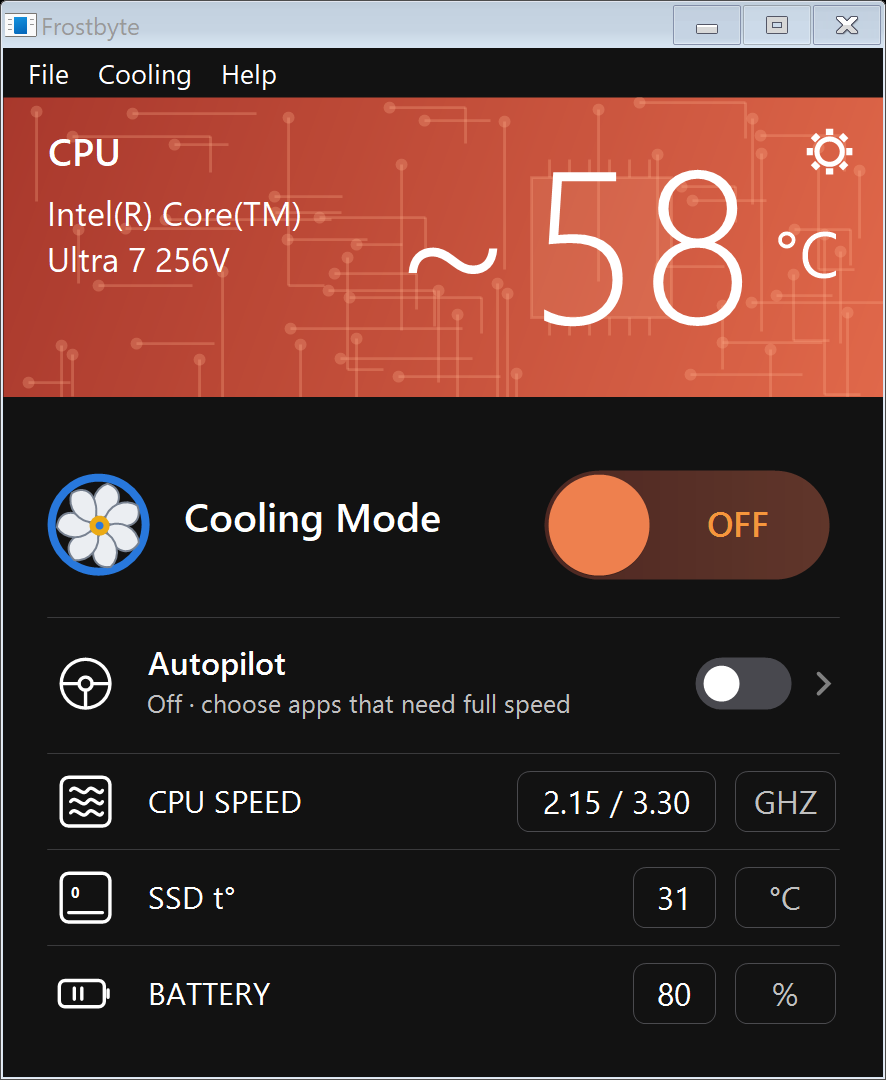 Frostbyte
File Cooling Help
CPU
Intel(R) Core(TM)
Ultra 7 256V
~58 °C
Cooling Mode
OFF
Autopilot
Off · choose apps that need full speed
CPU SPEED 2.15 / 3.30 GHZ
0
SSD t° 31 °C
BATTERY 80 %